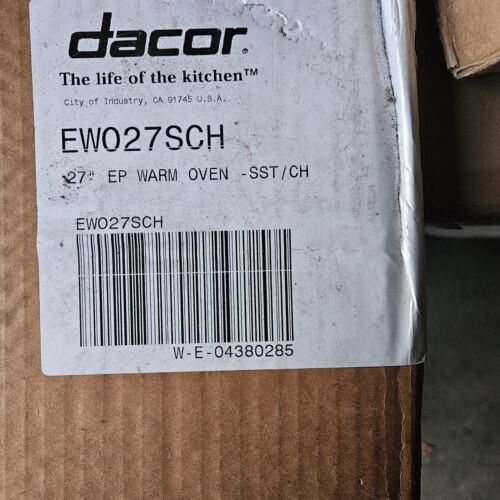 dacor.
The life of the kitchen™
City of Industry, CA 91745 U.S.A.
EWO27SCH
27" EP WARM OVEN -SST/CH
EWO27SCH
W-E-04380285